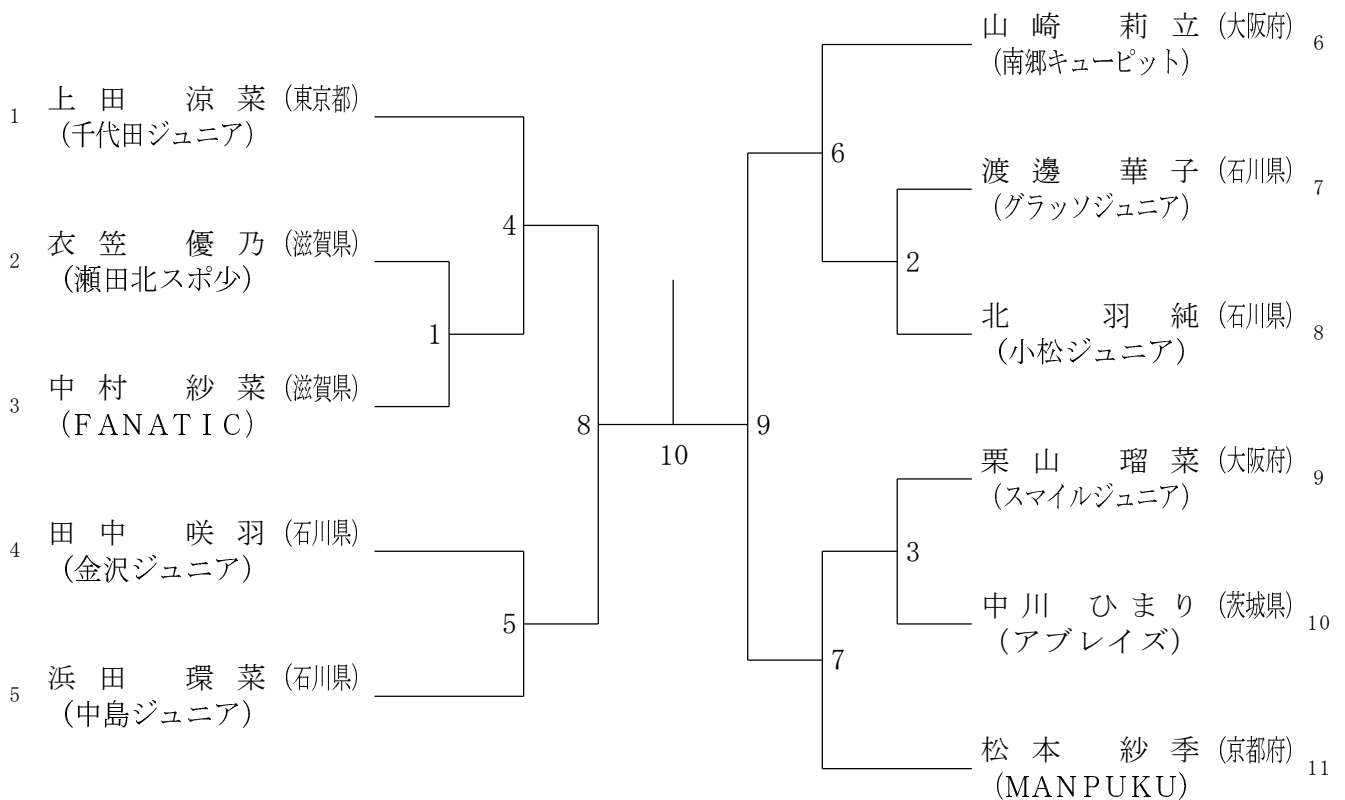 1 上田 涼菜 (東京都)
(千代田ジュニア)
2 衣笠 優乃 (滋賀県)
(瀬田北スポ少)
3 中村 紗菜 (滋賀県)
(FANATIC)
4 田中 咲羽 (石川県)
(金沢ジュニア)
5 浜田 環菜 (石川県)
(中島ジュニア)
4
1
5
8
10
9
6
2
3
7
山崎 莉立 (大阪府) 6
(南郷キューピット)
渡邊 華子 (石川県) 7
(グラッソジュニア)
北 羽純 (石川県) 8
(小松ジュニア)
栗山 瑠菜 (大阪府) 9
(スマイルジュニア)
中川 ひまり (茨城県) 10
(アブレイズ)
松本 紗季 (京都府) 11
(MANPUKU)